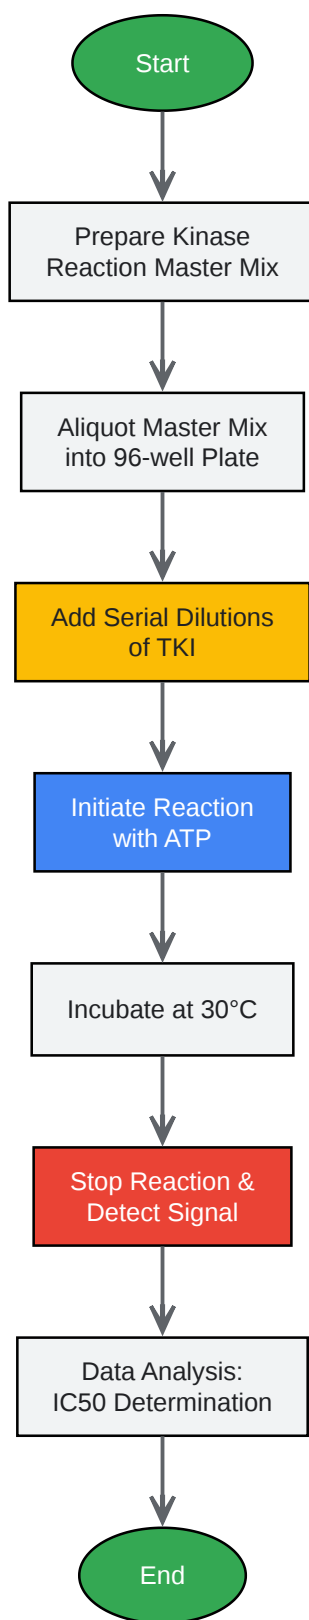 Start
Prepare Kinase
Reaction Master Mix
Aliquot Master Mix
into 96-well Plate
Add Serial Dilutions
of TKI
Initiate Reaction
with ATP
Incubate at 30°C
Stop Reaction &
Detect Signal
Data Analysis:
IC50 Determination
End